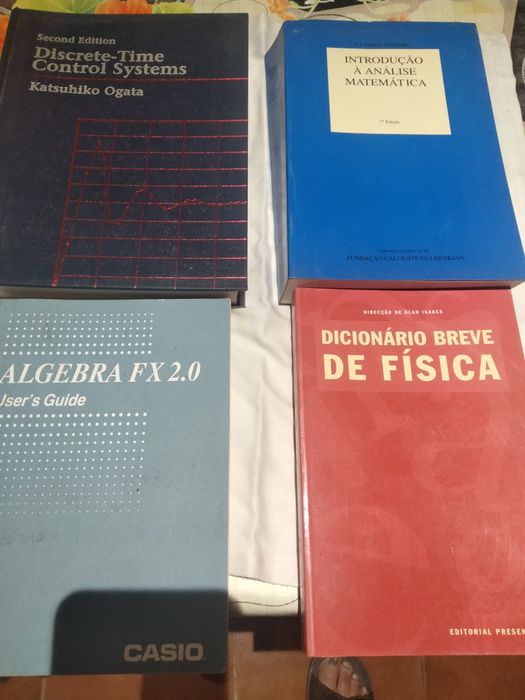 Second Edition
Discrete-Time
Control Systems
Katsuhiko Ogata
INTRODUÇÃO
À ANÁLISE
MATEMÁTICA
FUNDAÇÃO CALOUSTE GULBENKIAN
ALGEBRA FX 2.0
User's Guide
CASIO
DIRECÇÃO DE ALAN ISAACS
DICIONÁRIO BREVE
DE FÍSICA
EDITORIAL PRESEN